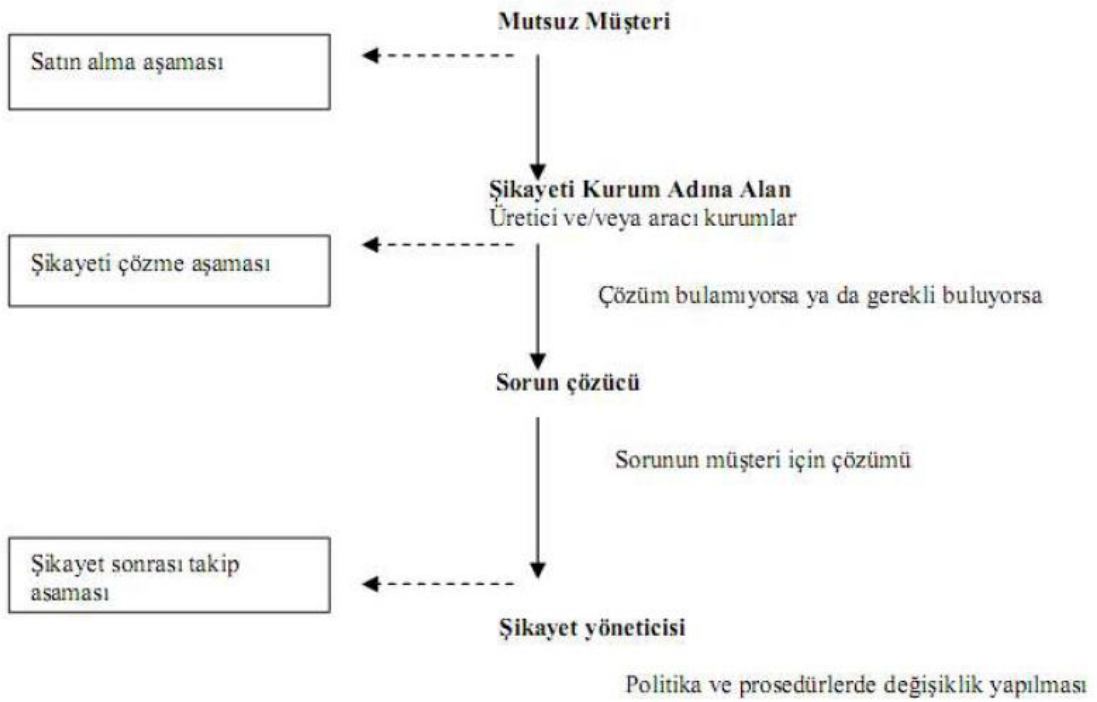 Mutsuz Müşteri
Satın alma aşaması
Şikayeti Kurum Adına Alan
Üretici ve/veya aracı kurumlar
Şikayeti çözme aşaması
Çözüm bulamıyorsa ya da gerekli buluyorsa
Sorun çözücü
Sorunun müşteri için çözümü
Şikayet sonrası takip
aşaması
Şikayet yöneticisi
Politika ve prosedürlerde değişiklik yapılması